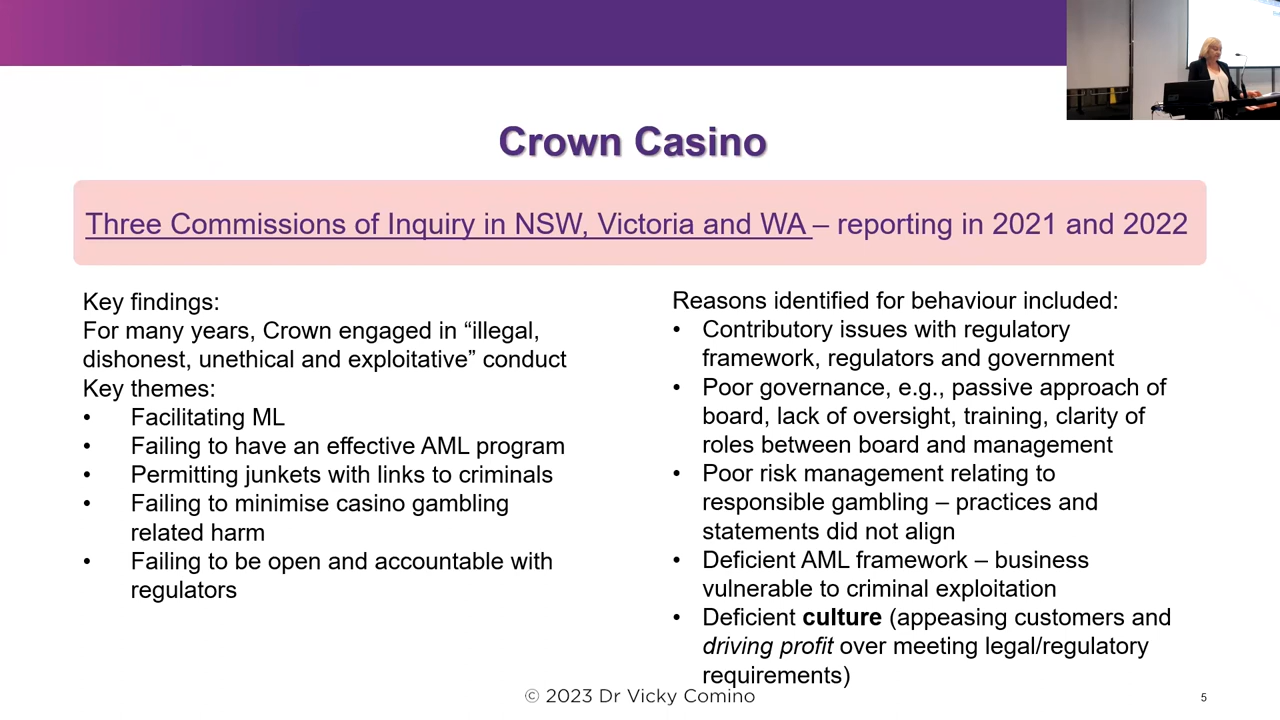 Crown Casino
Three Commissions of Inquiry in NSW, Victoria and WA – reporting in 2021 and 2022
Key findings:
For many years, Crown engaged in “illegal,
dishonest, unethical and exploitative” conduct
Key themes:
• Facilitating ML
• Failing to have an effective AML program
• Permitting junkets with links to criminals
• Failing to minimise casino gambling
related harm
• Failing to be open and accountable with
regulators
Reasons identified for behaviour included:
• Contributory issues with regulatory
framework, regulators and government
• Poor governance, e.g., passive approach of
board, lack of oversight, training, clarity of
roles between board and management
• Poor risk management relating to
responsible gambling – practices and
statements did not align
• Deficient AML framework – business
vulnerable to criminal exploitation
• Deficient culture (appeasing customers and
driving profit over meeting legal/regulatory
requirements)
© 2023 Dr Vicky Comino
5